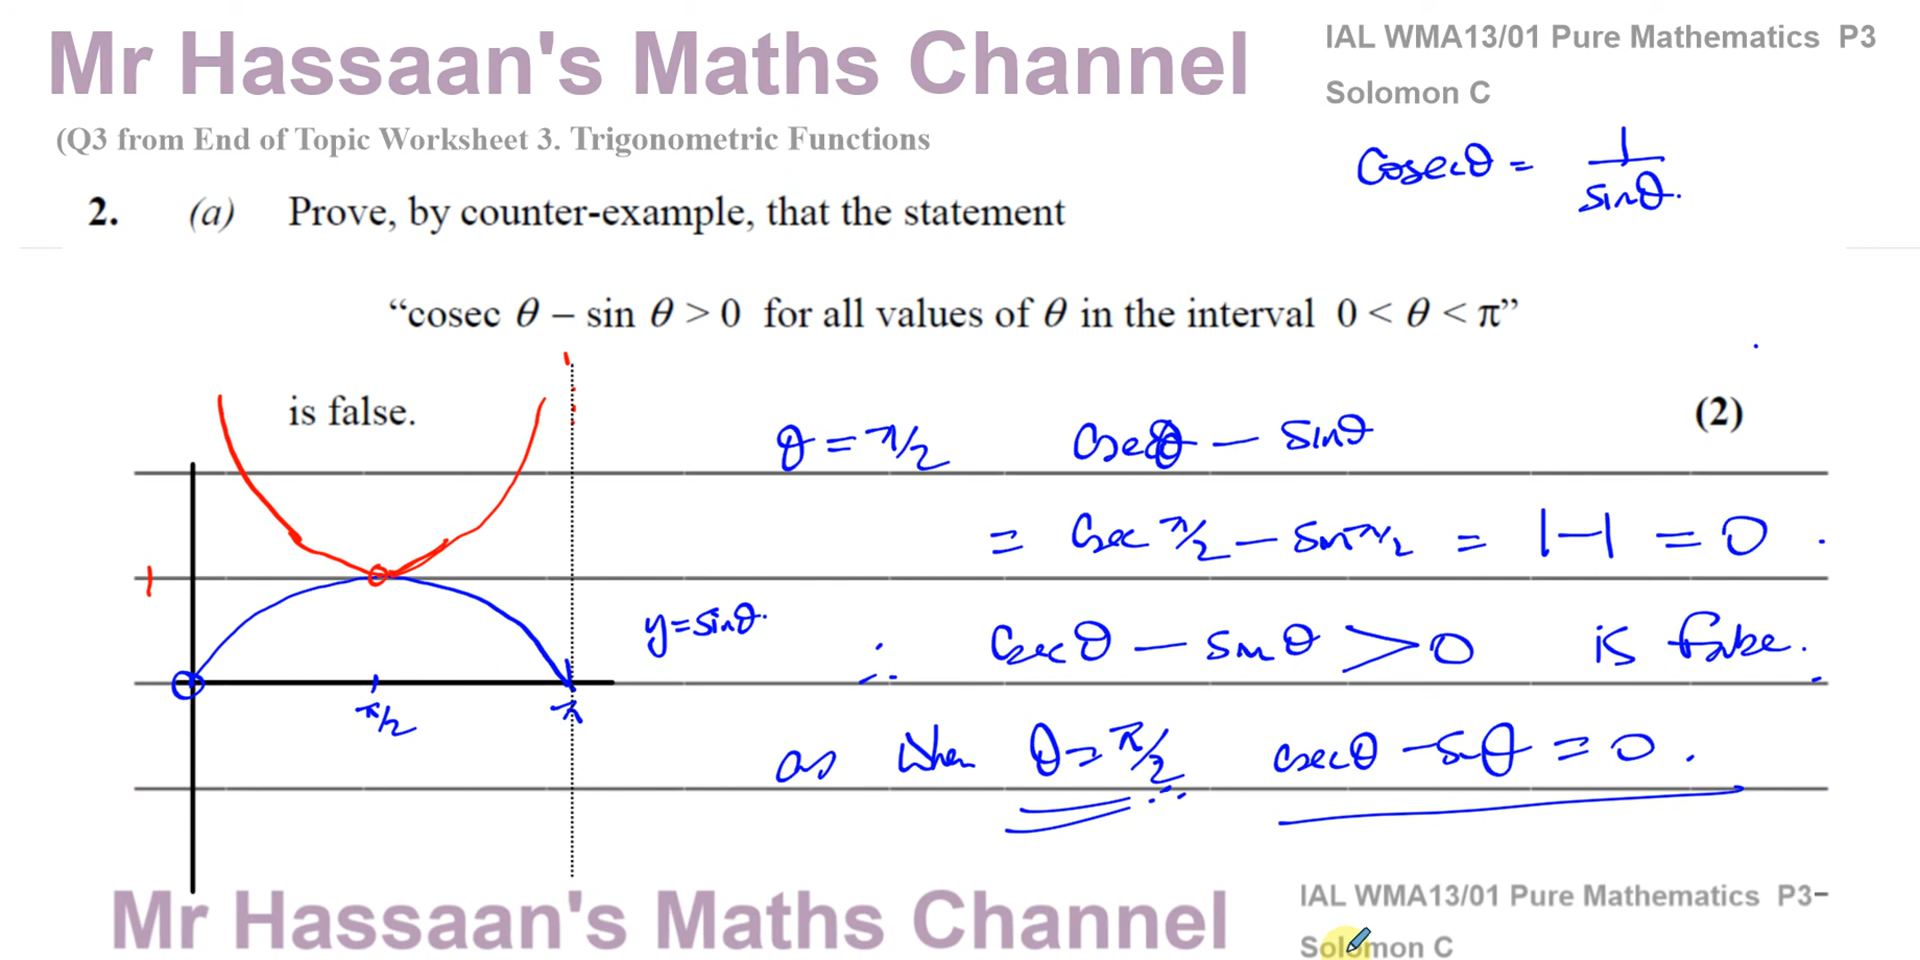 Mr Hassaan's Maths Channel
IAL WMA13/01 Pure Mathematics P3
Solomon C
(Q3 from End of Topic Worksheet 3. Trigonometric Functions
Cosecθ = 1/sinθ.
2. (a) Prove, by counter-example, that the statement
“cosec θ – sin θ > 0 for all values of θ in the interval 0 < θ < π”
is false.
(2)
θ = π/2 Cosecθ – sinθ
= Cosec π/2 – sin π/2 = 1–1 = 0.
1
y=sinθ.
∴ Cosec θ – sin θ > 0 is false.
π/2 π
as when θ = π/2 cosecθ – sinθ = 0.
Mr Hassaan's Maths Channel
IAL WMA13/01 Pure Mathematics P3–
Solomon C